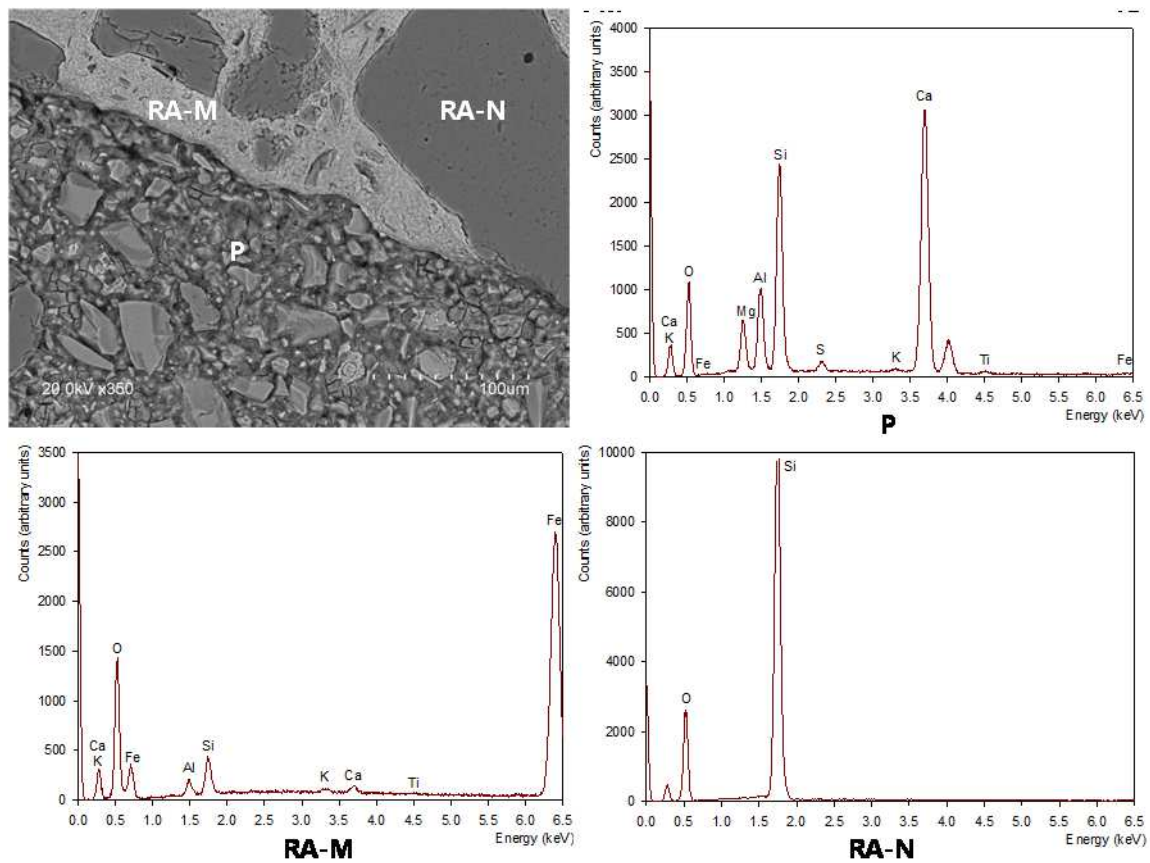 RA-M
RA-N
P
20.0kV x350
100um
Counts (arbitrary units)
4000
3500
3000
2500
2000
1500
1000
500
0
Ca
K
O
Fe
Mg
Al
Si
S
K
Ca
Ti
Fe
0.0 0.5 1.0 1.5 2.0 2.5 3.0 3.5 4.0 4.5 5.0 5.5 6.0 6.5
Energy (keV)
P
Counts (arbitrary units)
3500
3000
2500
2000
1500
1000
500
0
Ca
K
O
Fe
Al
Si
K
Ca
Ti
Fe
0.0 0.5 1.0 1.5 2.0 2.5 3.0 3.5 4.0 4.5 5.0 5.5 6.0 6.5
Energy (keV)
RA-M
Counts (arbitrary units)
10000
8000
6000
4000
2000
0
O
Si
0.0 0.5 1.0 1.5 2.0 2.5 3.0 3.5 4.0 4.5 5.0 5.5 6.0 6.5
Energy (keV)
RA-N